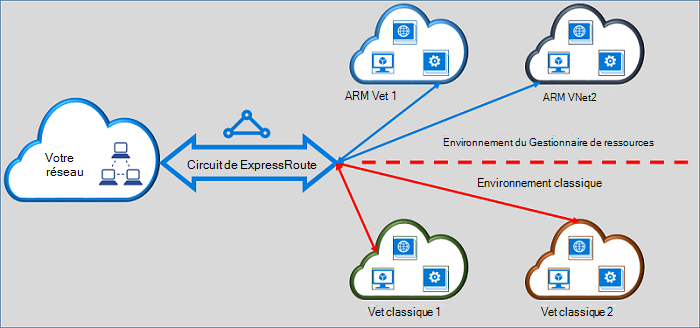 ARM Vet 1
ARM VNet2
Votre
réseau
Circuit de ExpressRoute
Environnement du Gestionnaire de ressources
Environnement classique
Vet classique 1
Vet classique 2